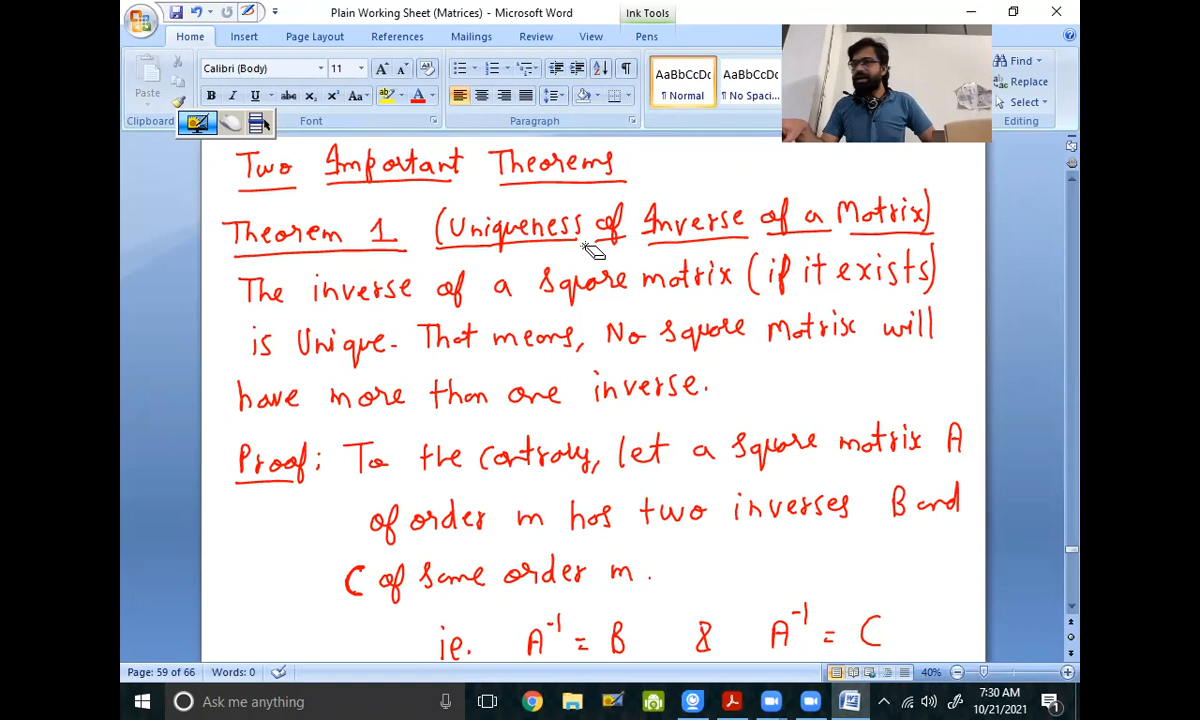 Plain Working Sheet (Matrices) - Microsoft Word
Ink Tools
Home Insert Page Layout References Mailings Review View Pens
Paste
Clipboard
Calibri (Body) 11
Font
Paragraph
AaBbCcDc AaBbCcDc
¶ Normal ¶ No Spaci...
Find
Replace
Select
Editing
Two Important Theorems
Theorem 1 (Uniqueness of Inverse of a Matrix)
The inverse of a square matrix (if it exists)
is Unique. That means, No square Matrix will
have more than one inverse.
Proof: To the contrary, let a square matrix A
of order m has two inverses B and
C of same order m.
ie. A⁻¹ = B & A⁻¹ = C
Page: 59 of 66 Words: 0 40%
Ask me anything
7:30 AM
10/21/2021